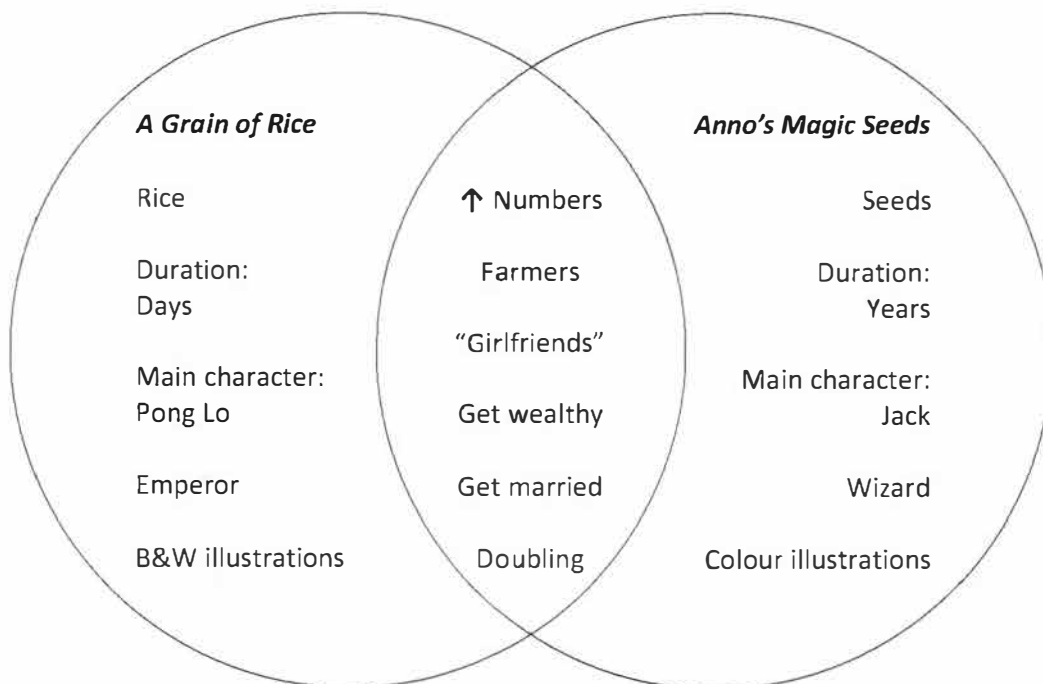 A Grain of Rice
Anno's Magic Seeds
Rice
↑ Numbers
Seeds
Duration:
Days
Farmers
Duration:
Years
"Girlfriends"
Main character:
Pong Lo
Get wealthy
Main character:
Jack
Emperor
Get married
Wizard
B&W illustrations
Doubling
Colour illustrations